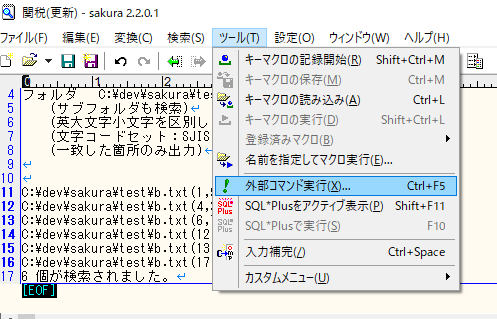 関税(更新) - sakura 2.2.0.1
ファイル(F) 編集(E) 変換(C) 検索(S) ツール(T) 設定(O) ウィンドウ(W) ヘルプ(H)
キーマクロの記録開始(R) Shift+Ctrl+M
キーマクロの保存(M) Ctrl+M
キーマクロの読み込み(A) Ctrl+L
キーマクロの実行(D) Shift+Ctrl+L
登録済みマクロ(B)
名前を指定してマクロ実行(E)...
外部コマンド実行(X)... Ctrl+F5
SQL*Plusをアクティブ表示(P) Shift+F11
SQL*Plusで実行(S) F10
入力補完(/) Ctrl+Space
カスタムメニュー(U)
0 1 2
4 フォルダ C:¥dev¥sakura¥tes
5 (サブフォルダも検索)↵
6 (英大文字小文字を区別し
7 (文字コードセット:SJIS
8 (一致した箇所のみ出力)↵
9 ↵
10 ↵
11 C:¥dev¥sakura¥test¥b.txt(1,
12 C:¥dev¥sakura¥test¥b.txt(4,
13 C:¥dev¥sakura¥test¥b.txt(6,
14 C:¥dev¥sakura¥test¥b.txt(12
15 C:¥dev¥sakura¥test¥b.txt(13
16 C:¥dev¥sakura¥test¥b.txt(17
17 6 個が検索されました。↵
[EOF]